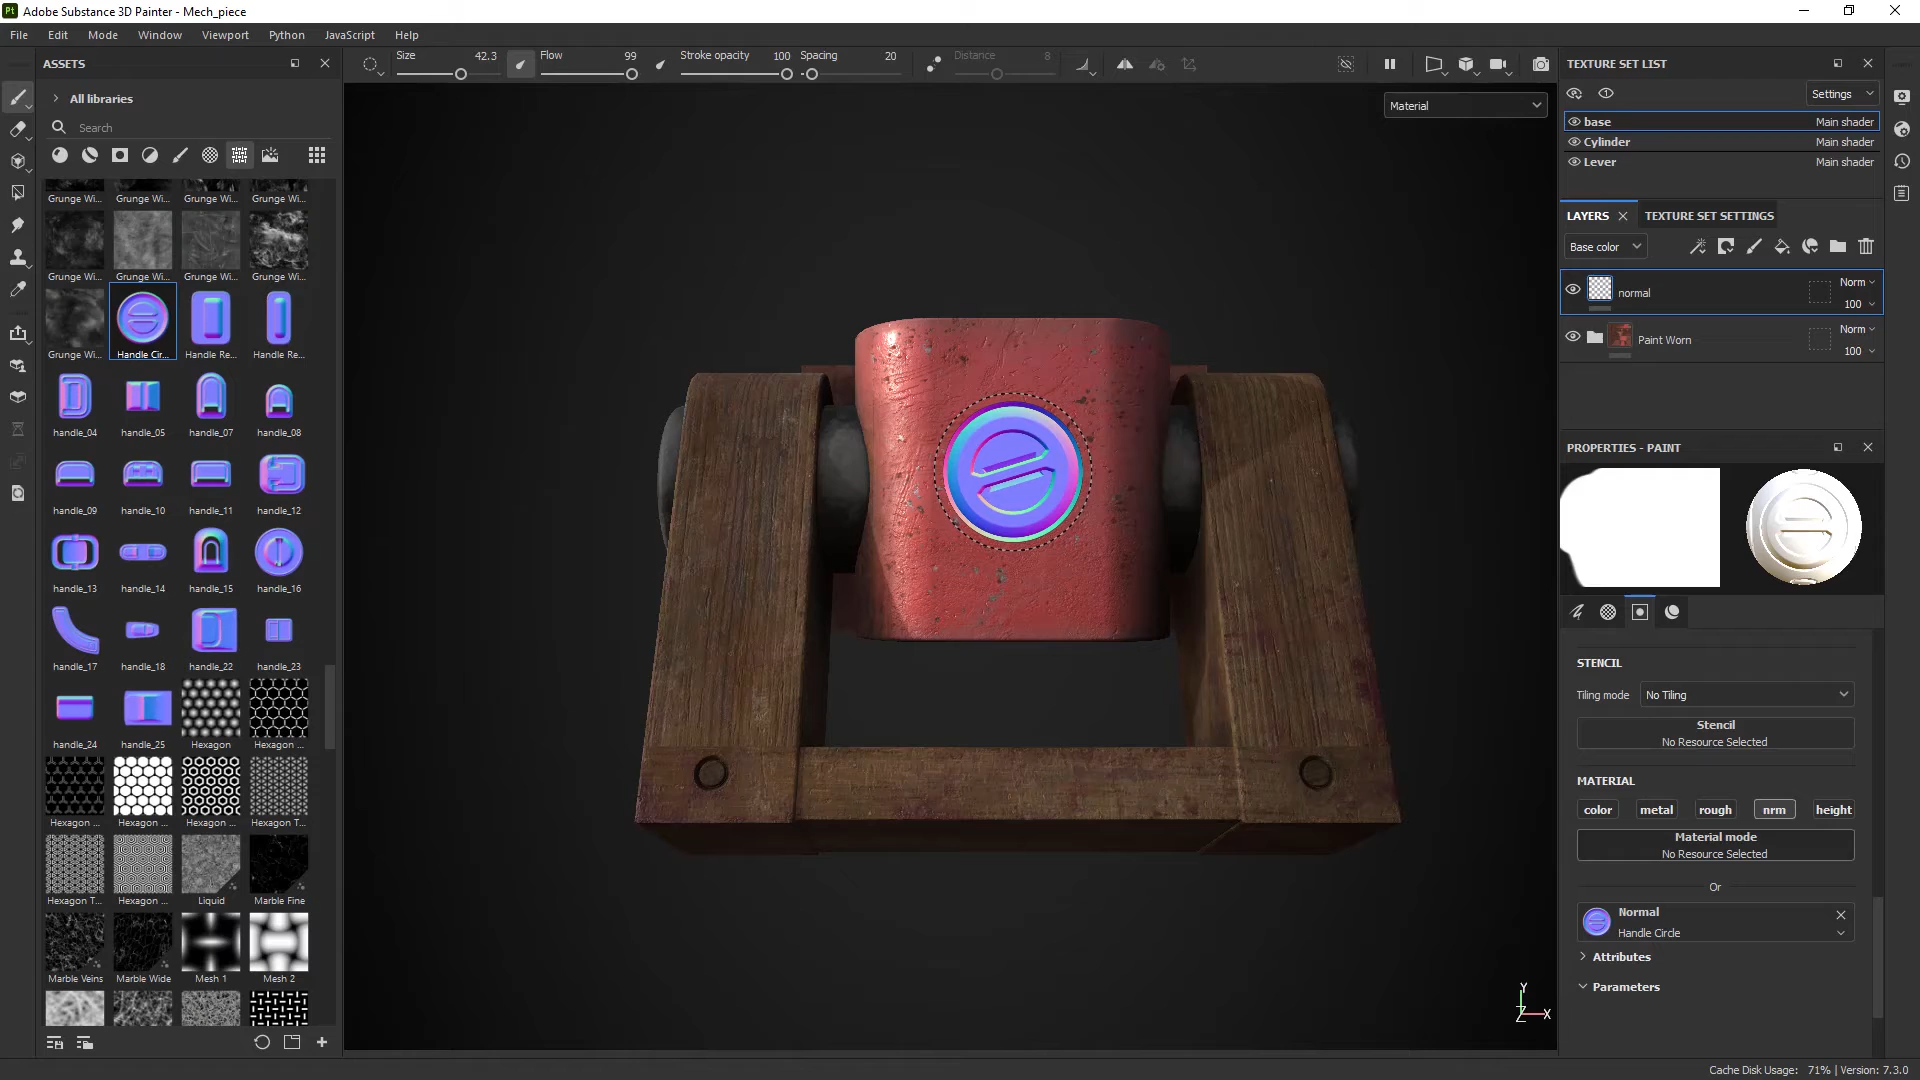 Pt Adobe Substance 3D Painter - Mech_piece
File Edit Mode Window Viewport Python JavaScript Help
ASSETS
Size 42.3 Flow 99 Stroke opacity 100 Spacing 20 Distance 8
All libraries
Search
Grunge Wi... Grunge Wi... Grunge Wi... Grunge Wi...
Grunge Wi... Grunge Wi... Grunge Wi... Grunge Wi...
Grunge Wi... Handle Cir... Handle Re... Handle Re...
handle_04 handle_05 handle_07 handle_08
handle_09 handle_10 handle_11 handle_12
handle_13 handle_14 handle_15 handle_16
handle_17 handle_18 handle_22 handle_23
handle_24 handle_25 Hexagon Hexagon ...
Hexagon ... Hexagon ... Hexagon ... Hexagon T...
Hexagon T... Hexagon ... Liquid Marble Fine
Marble Veins Marble Wide Mesh 1 Mesh 2
Material
Y
Z X
TEXTURE SET LIST
Settings
base Main shader
Cylinder Main shader
Lever Main shader
LAYERS TEXTURE SET SETTINGS
Base color
normal Norm
100
Paint Worn Norm
100
PROPERTIES - PAINT
STENCIL
Tiling mode No Tiling
Stencil
No Resource Selected
MATERIAL
color metal rough nrm height
Material mode
No Resource Selected
Or
Normal
Handle Circle
Attributes
Parameters
Cache Disk Usage: 71% | Version: 7.3.0